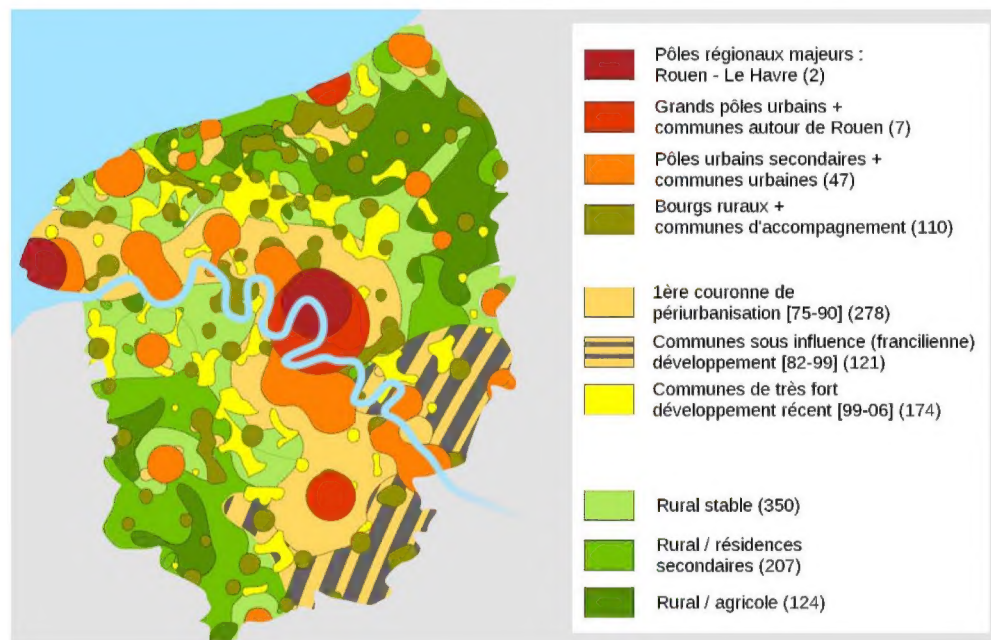 Pôles régionaux majeurs :
Rouen - Le Havre (2)
Grands pôles urbains +
communes autour de Rouen (7)
Pôles urbains secondaires +
communes urbaines (47)
Bourgs ruraux +
communes d'accompagnement (110)
1ère couronne de
périurbanisation [75-90] (278)
Communes sous influence (francilienne)
développement [82-99] (121)
Communes de très fort
développement récent [99-06] (174)
Rural stable (350)
Rural / résidences
secondaires (207)
Rural / agricole (124)